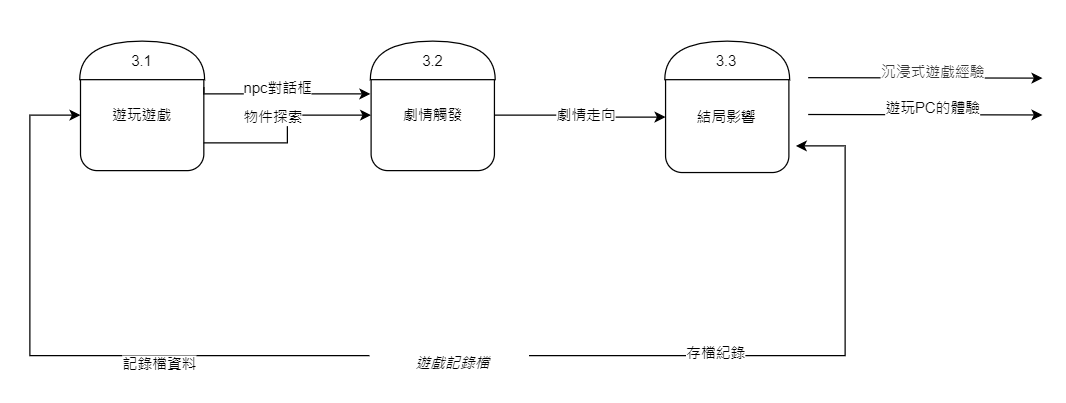 3.1
3.2
3.3
遊玩遊戲
npc對話框
物件探索
劇情觸發
劇情走向
結局影響
沉浸式遊戲經驗
遊玩PC的體驗
記錄檔資料
遊戲記錄檔
存檔紀錄